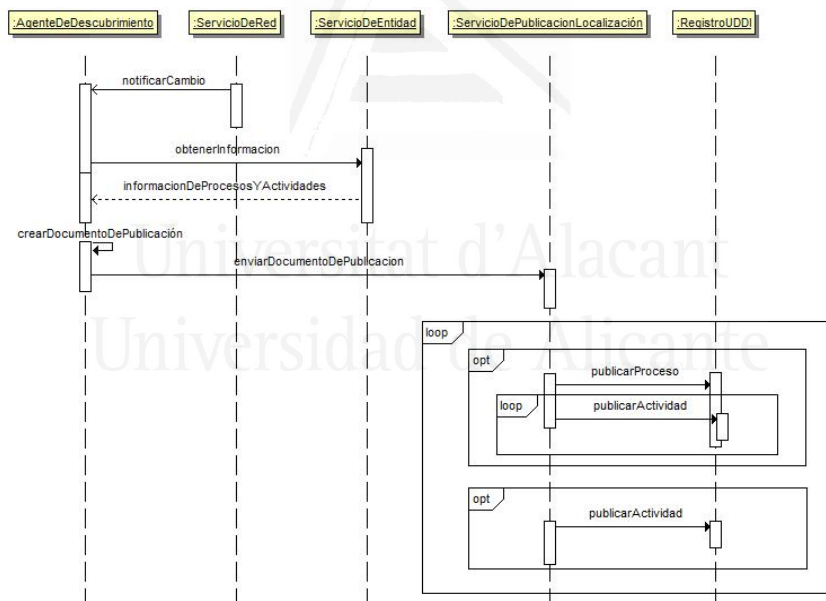 :AgenteDeDescubrimiento
:ServicioDeRed
:ServicioDeEntidad
:ServicioDePublicacionLocalización
:RegistroUDDI
notificarCambio
obtenerInformacion
informacionDeProcesosYActividades
crearDocumentoDePublicación
enviarDocumentoDePublicacion
Universitat d'Alacant
Universidad de Alicante
loop
opt
publicarProceso
loop
publicarActividad
opt
publicarActividad